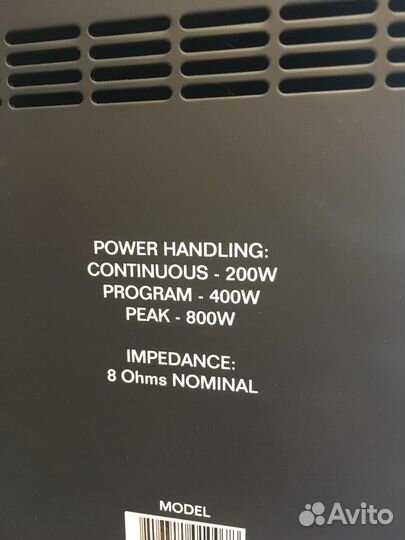 POWER HANDLING:
CONTINUOUS - 200W
PROGRAM - 400W
PEAK - 800W
IMPEDANCE:
8 Ohms NOMINAL
MODEL
Avito